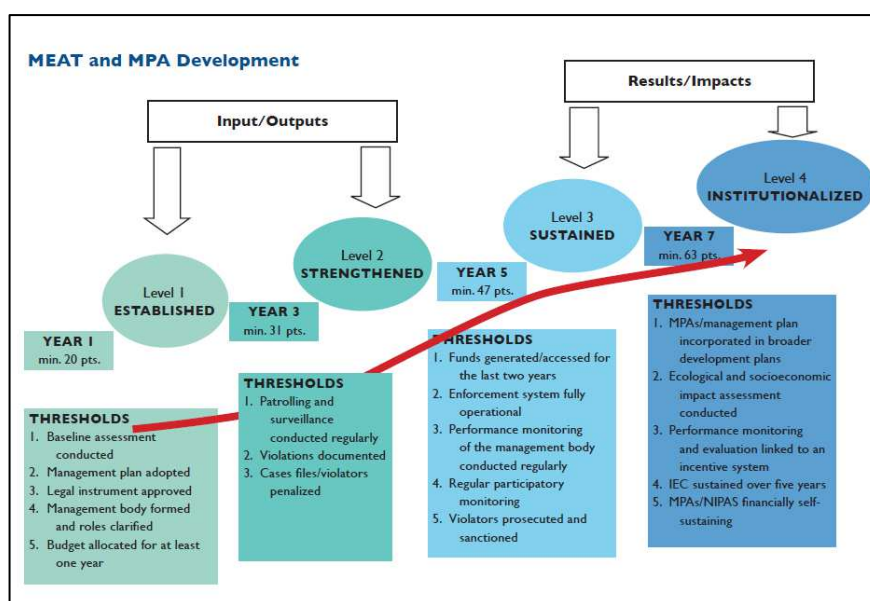 MEAT and MPA Development
Input/Outputs
Results/Impacts
Level 1
ESTABLISHED
Level 2
STRENGTHENED
Level 3
SUSTAINED
Level 4
INSTITUTIONALIZED
YEAR 1
min. 20 pts.
YEAR 3
min. 31 pts.
YEAR 5
min. 47 pts.
YEAR 7
min. 63 pts.
THRESHOLDS
1. Baseline assessment
conducted
2. Management plan adopted
3. Legal instrument approved
4. Management body formed
and roles clarified
5. Budget allocated for at least
one year
THRESHOLDS
1. Patrolling and
surveillance
conducted regularly
2. Violations documented
3. Cases files/violators
penalized
THRESHOLDS
1. Funds generated/accessed for
the last two years
2. Enforcement system fully
operational
3. Performance monitoring
of the management body
conducted regularly
4. Regular participatory
monitoring
5. Violators prosecuted and
sanctioned
THRESHOLDS
1. MPAs/management plan
incorporated in broader
development plans
2. Ecological and socioeconomic
impact assessment
conducted
3. Performance monitoring
and evaluation linked to
an incentive system
4. IEC sustained over five years
5. MPAs/NIPAS financially self-
sustaining